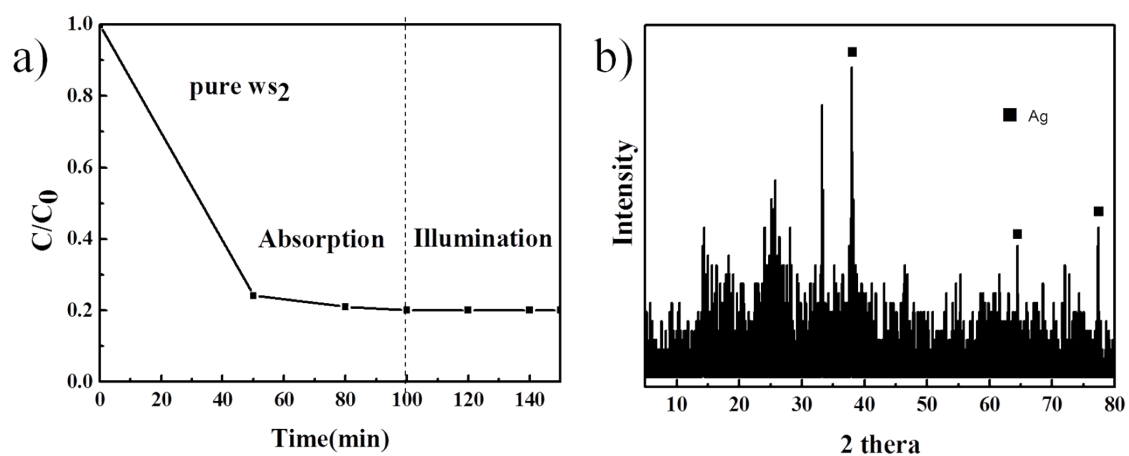 a)
1.0
0.8
0.6
0.4
0.2
0.0
C/C0
pure ws2
Absorption
Illumination
0 20 40 60 80 100 120 140
Time(min)
b)
Intensity
Ag
10 20 30 40 50 60 70 80
2 thera